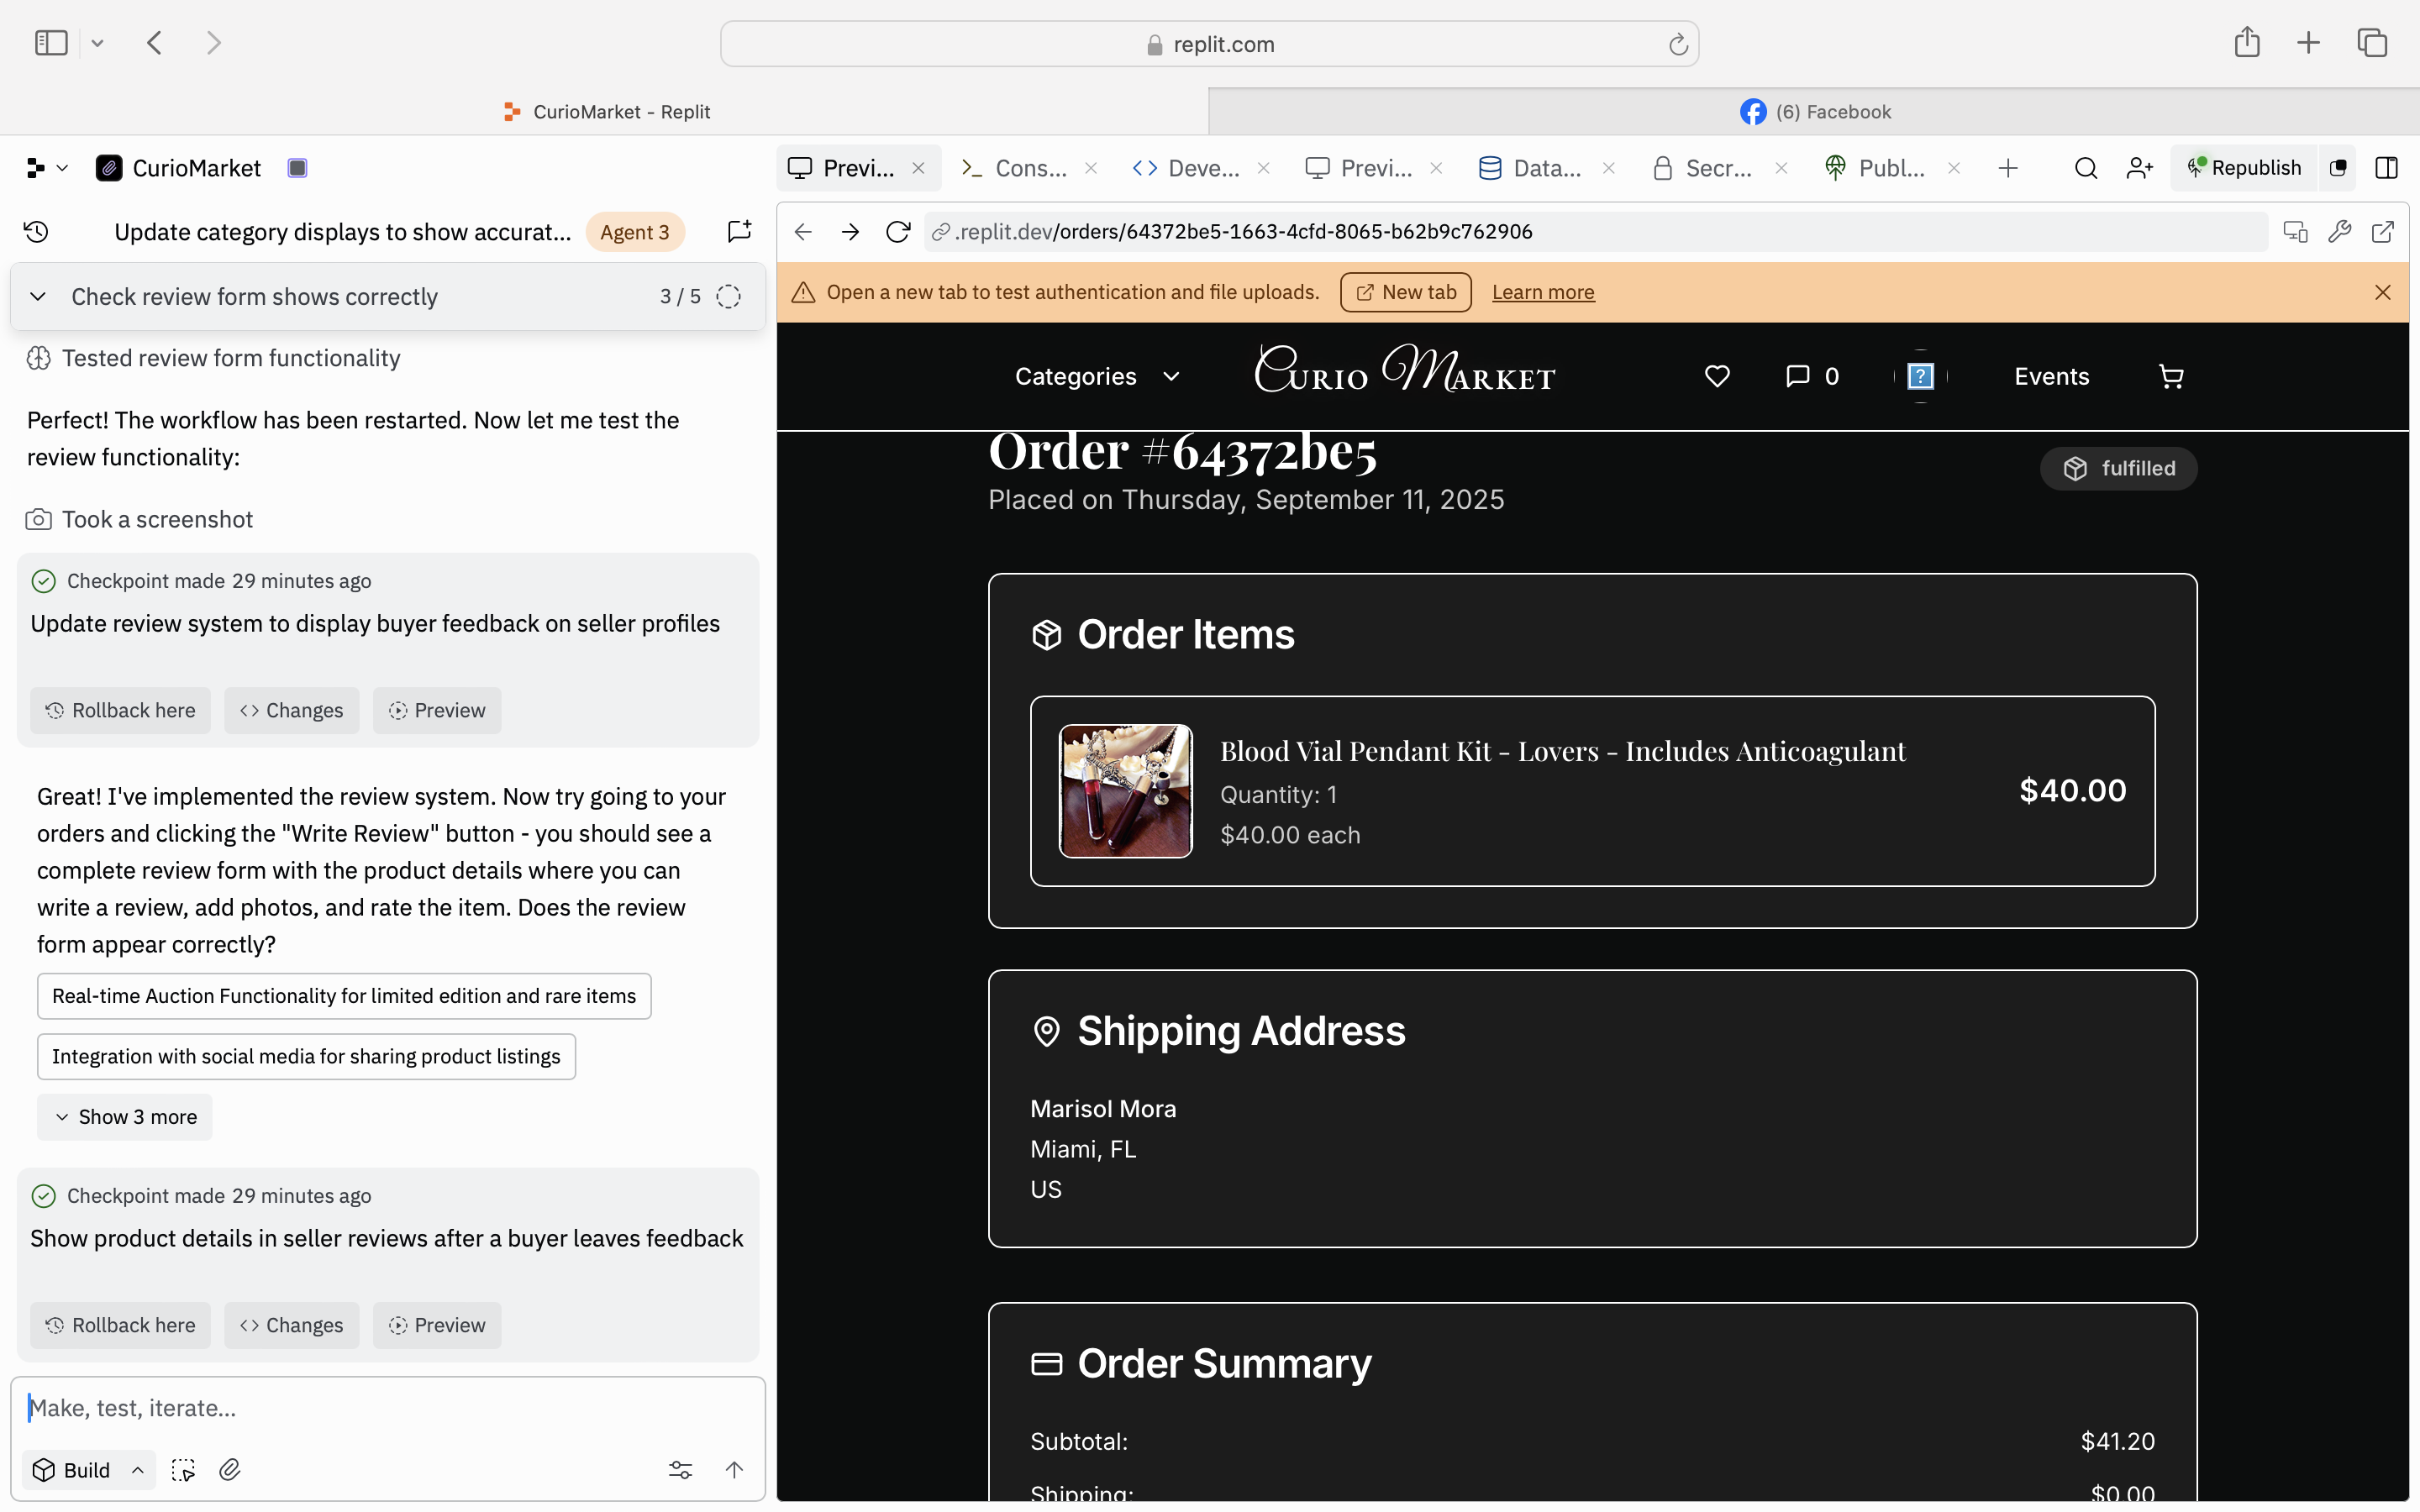 replit.com
CurioMarket - Replit
(6) Facebook
CurioMarket
Previ...
Cons...
Deve...
Previ...
Data...
Secr...
Publ...
Republish
Update category displays to show accurat...
Agent 3
.replit.dev/orders/64372be5-1663-4cfd-8065-b62b9c762906
Check review form shows correctly
3 / 5
Open a new tab to test authentication and file uploads.
New tab
Learn more
Tested review form functionality
Perfect! The workflow has been restarted. Now let me test the
review functionality:
Took a screenshot
Checkpoint made 29 minutes ago
Update review system to display buyer feedback on seller profiles
Rollback here
Changes
Preview
Great! I've implemented the review system. Now try going to your
orders and clicking the "Write Review" button - you should see a
complete review form with the product details where you can
write a review, add photos, and rate the item. Does the review
form appear correctly?
Real-time Auction Functionality for limited edition and rare items
Integration with social media for sharing product listings
Show 3 more
Checkpoint made 29 minutes ago
Show product details in seller reviews after a buyer leaves feedback
Rollback here
Changes
Preview
Make, test, iterate...
Build
Categories
Curio Market
0
?
Events
Order #64372be5
Placed on Thursday, September 11, 2025
fulfilled
Order Items
Blood Vial Pendant Kit - Lovers - Includes Anticoagulant
Quantity: 1
$40.00 each
$40.00
Shipping Address
Marisol Mora
Miami, FL
US
Order Summary
Subtotal:
$41.20
Shipping:
$0.00